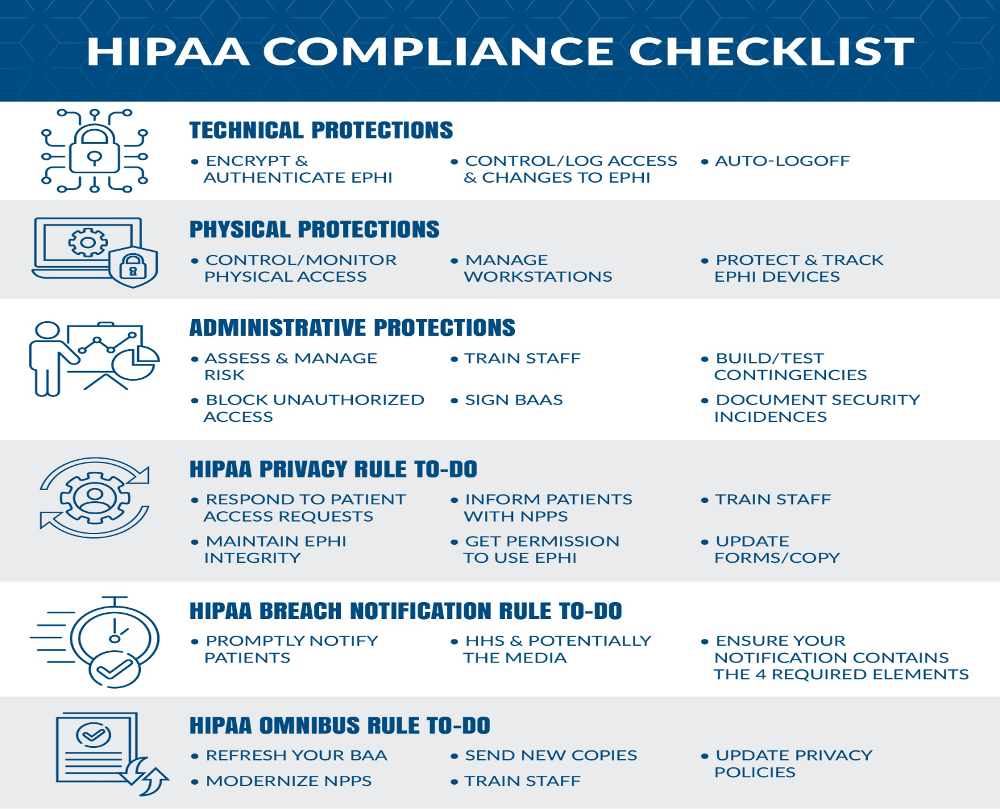 HIPAA COMPLIANCE CHECKLIST
TECHNICAL PROTECTIONS
• ENCRYPT &
AUTHENTICATE EPHI
• CONTROL/LOG ACCESS
& CHANGES TO EPHI
• AUTO-LOGOFF
PHYSICAL PROTECTIONS
• CONTROL/MONITOR
PHYSICAL ACCESS
• MANAGE
WORKSTATIONS
• PROTECT & TRACK
EPHI DEVICES
ADMINISTRATIVE PROTECTIONS
• ASSESS & MANAGE
RISK
• TRAIN STAFF
• BUILD/TEST
CONTINGENCIES
• BLOCK UNAUTHORIZED
ACCESS
• SIGN BAAS
• DOCUMENT SECURITY
INCIDENCES
HIPAA PRIVACY RULE TO-DO
• RESPOND TO PATIENT
ACCESS REQUESTS
• INFORM PATIENTS
WITH NPPS
• TRAIN STAFF
• MAINTAIN EPHI
INTEGRITY
• GET PERMISSION
TO USE EPHI
• UPDATE
FORMS/COPY
HIPAA BREACH NOTIFICATION RULE TO-DO
• PROMPTLY NOTIFY
PATIENTS
• HHS & POTENTIALLY
THE MEDIA
• ENSURE YOUR
NOTIFICATION CONTAINS
THE 4 REQUIRED ELEMENTS
HIPAA OMNIBUS RULE TO-DO
• REFRESH YOUR BAA
• SEND NEW COPIES
• UPDATE PRIVACY
POLICIES
• MODERNIZE NPPS
• TRAIN STAFF